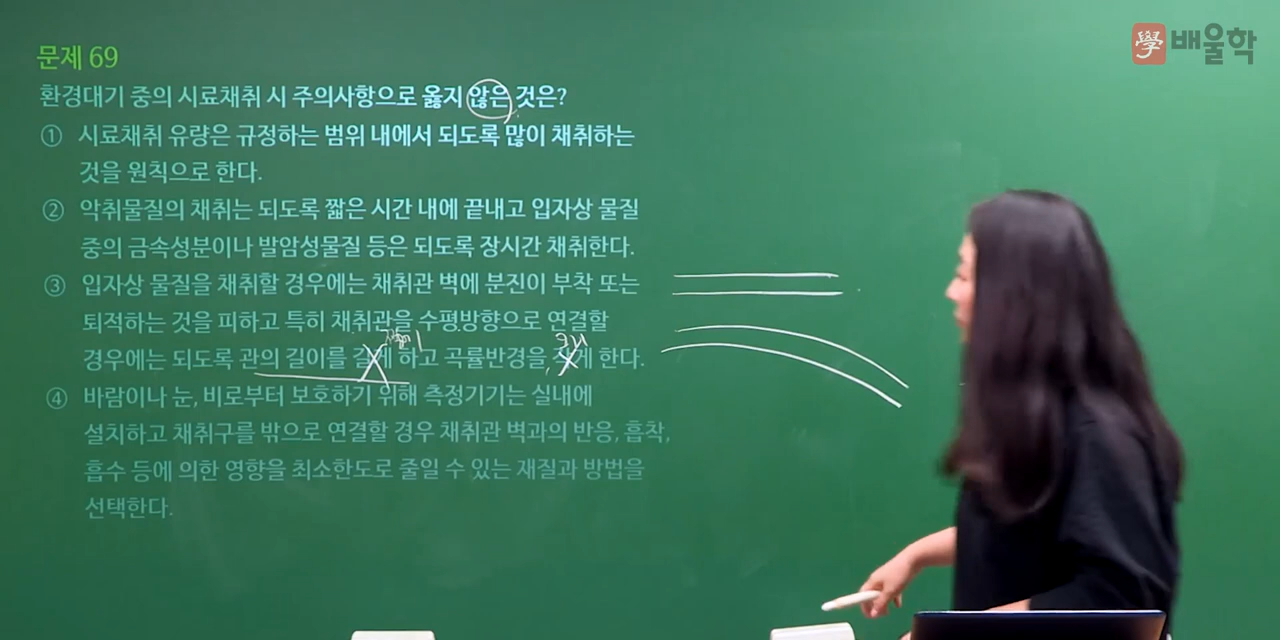 學 배울학
문제 69
환경대기 중의 시료채취 시 주의사항으로 옳지 않은 것은?
① 시료채취 유량은 규정하는 범위 내에서 되도록 많이 채취하는
것을 원칙으로 한다.
② 악취물질의 채취는 되도록 짧은 시간 내에 끝내고 입자상 물질
중의 금속성분이나 발암성물질 등은 되도록 장시간 채취한다.
③ 입자상 물질을 채취할 경우에는 채취관 벽에 분진이 부착 또는
퇴적하는 것을 피하고 특히 채취관을 수평방향으로 연결할
경우에는 되도록 관의 길이를 길게 하고 곡률반경을 작게 한다.
④ 바람이나 눈, 비로부터 보호하기 위해 측정기기는 실내에
설치하고 채취구를 밖으로 연결할 경우 채취관 벽과의 반응, 흡착,
흡수 등에 의한 영향을 최소한도로 줄일 수 있는 재질과 방법을
선택한다.